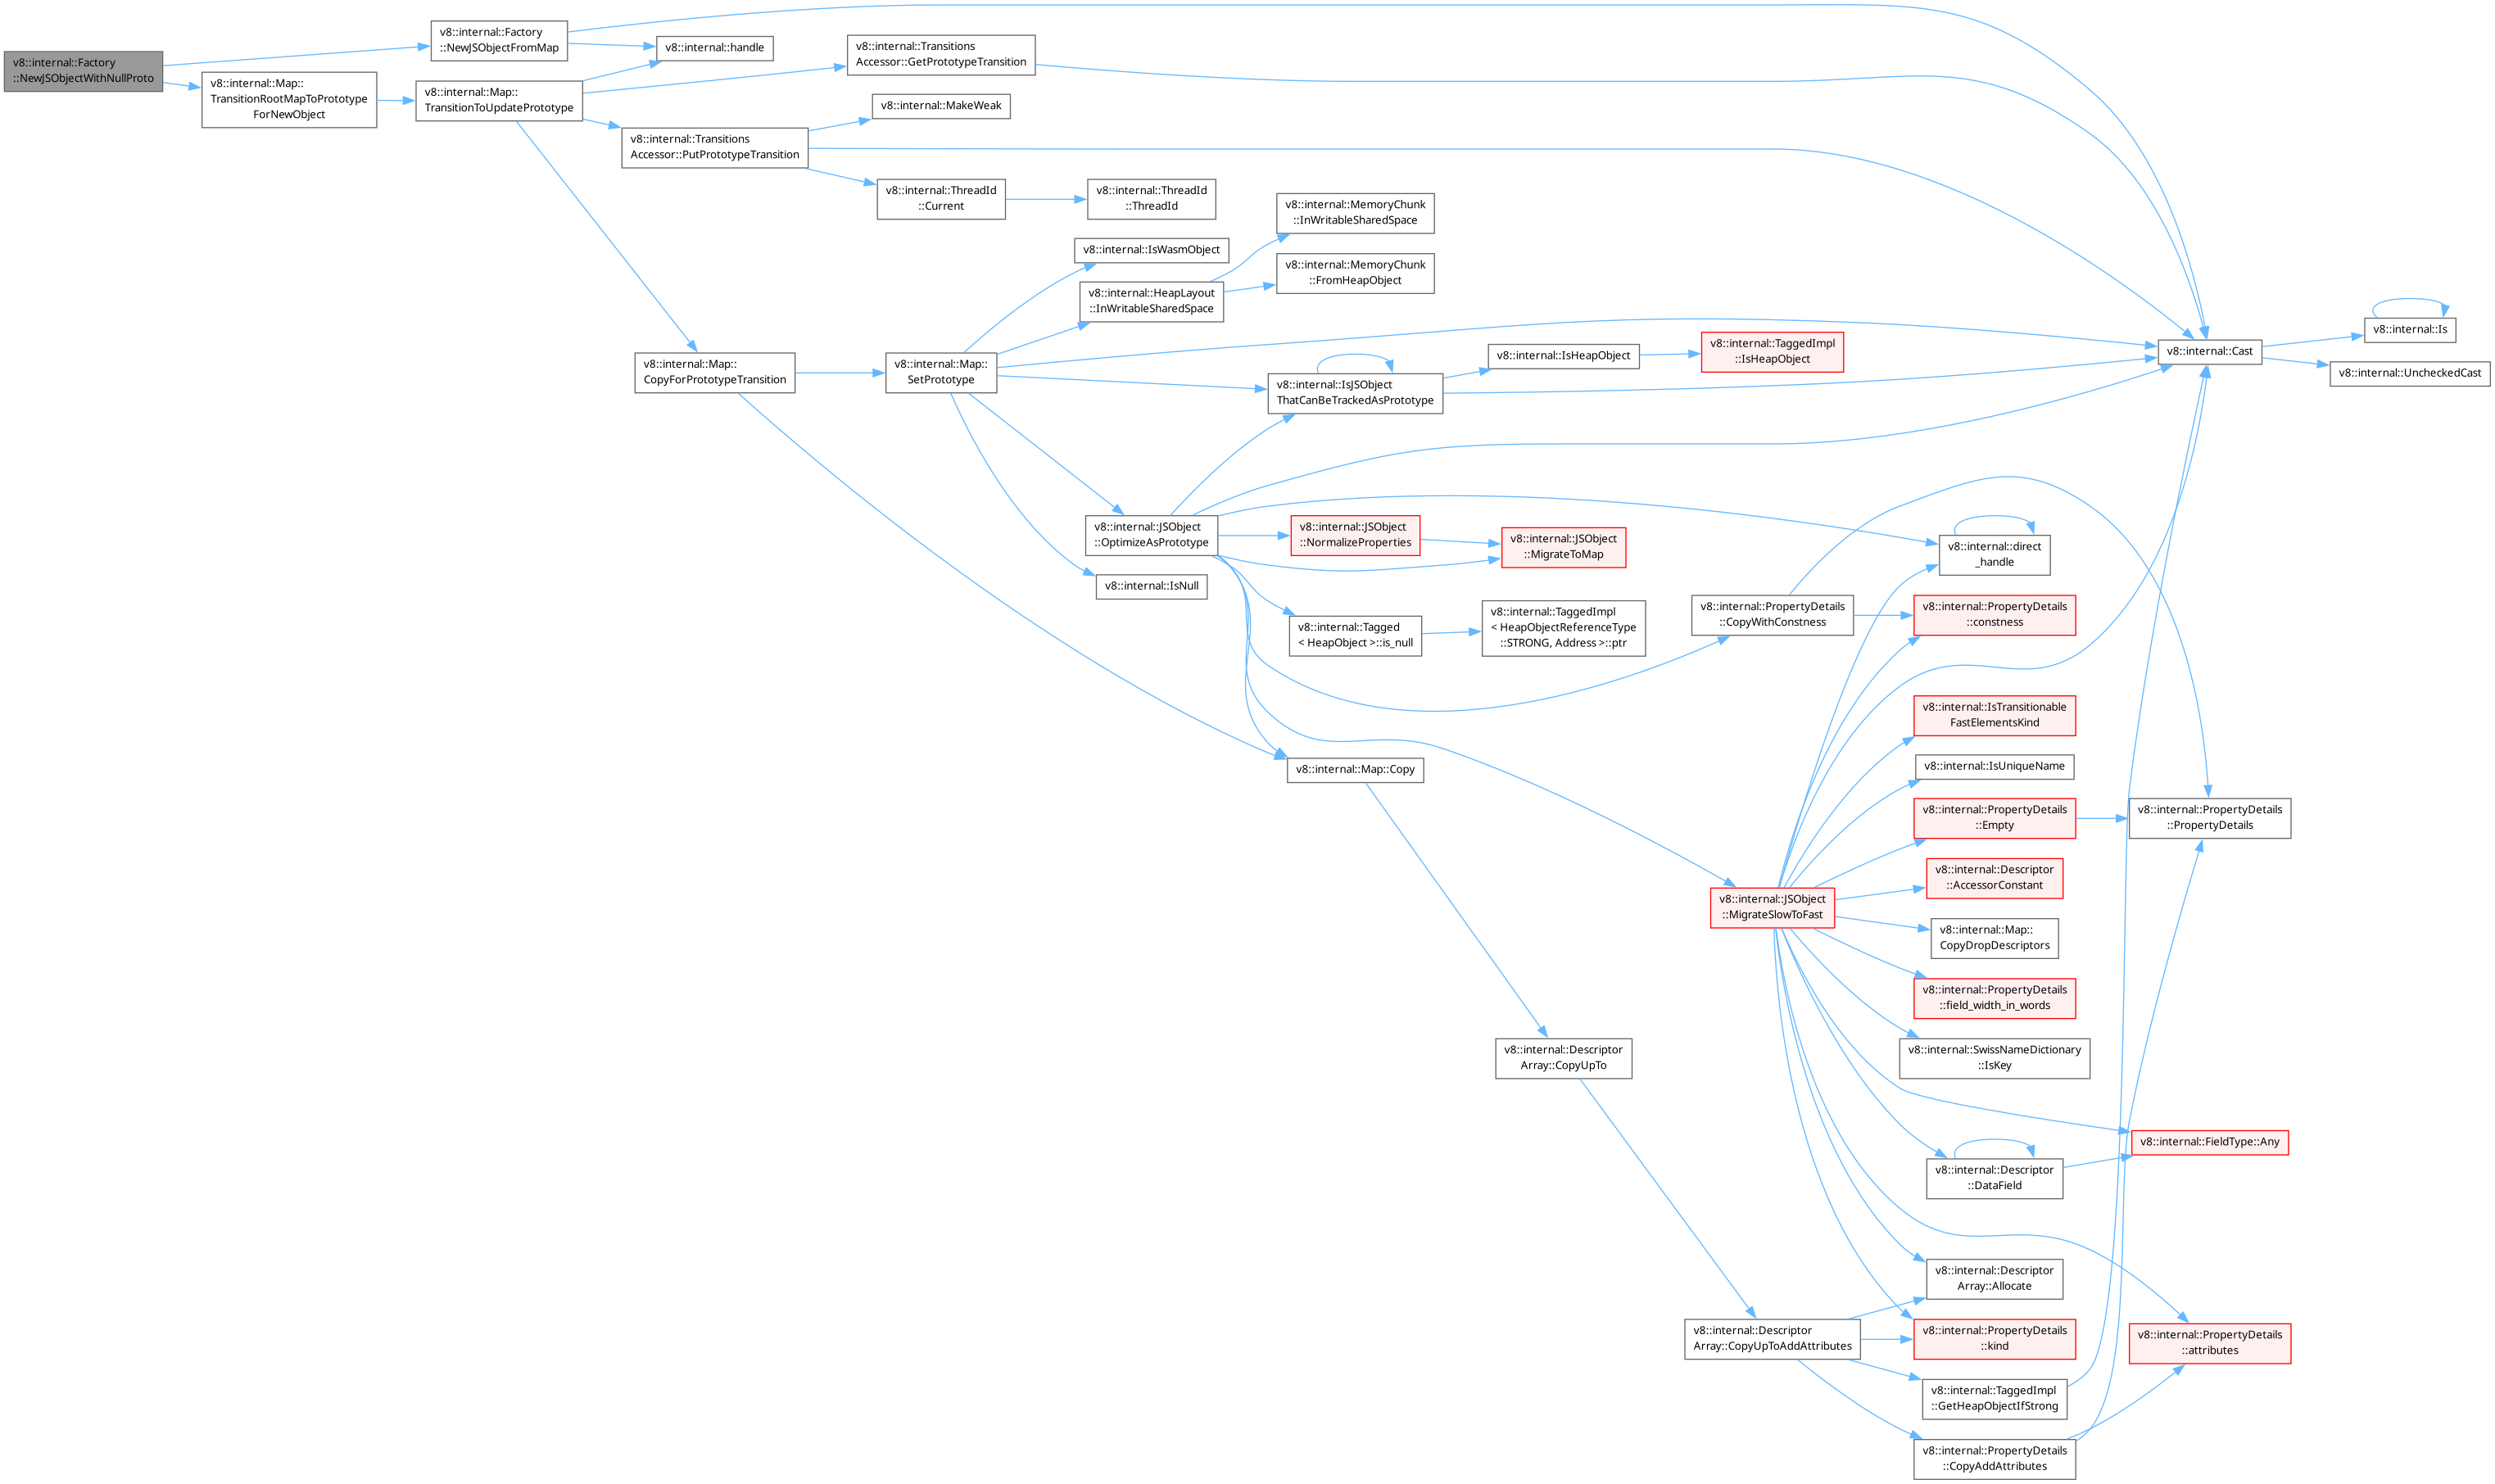 v8::internal::Factory
::NewJSObjectWithNullProto
v8::internal::Factory
::NewJSObjectFromMap
v8::internal::Map::
TransitionRootMapToPrototype
ForNewObject
v8::internal::handle
v8::internal::Map::
TransitionToUpdatePrototype
v8::internal::Transitions
Accessor::GetPrototypeTransition
v8::internal::MakeWeak
v8::internal::Transitions
Accessor::PutPrototypeTransition
v8::internal::ThreadId
::Current
v8::internal::ThreadId
::ThreadId
v8::internal::MemoryChunk
::InWritableSharedSpace
v8::internal::IsWasmObject
v8::internal::MemoryChunk
::FromHeapObject
v8::internal::HeapLayout
::InWritableSharedSpace
v8::internal::Is
v8::internal::Cast
v8::internal::UncheckedCast
v8::internal::TaggedImpl
::IsHeapObject
v8::internal::IsHeapObject
v8::internal::Map::
CopyForPrototypeTransition
v8::internal::Map::
SetPrototype
v8::internal::IsJSObject
ThatCanBeTrackedAsPrototype
v8::internal::JSObject
::OptimizeAsPrototype
v8::internal::JSObject
::NormalizeProperties
v8::internal::JSObject
::MigrateToMap
v8::internal::direct
_handle
v8::internal::IsNull
v8::internal::PropertyDetails
::CopyWithConstness
v8::internal::PropertyDetails
::constness
v8::internal::Tagged
< HeapObject >::is_null
v8::internal::TaggedImpl
< HeapObjectReferenceType
::STRONG, Address >::ptr
v8::internal::IsTransitionable
FastElementsKind
v8::internal::Map::Copy
v8::internal::IsUniqueName
v8::internal::PropertyDetails
::Empty
v8::internal::PropertyDetails
::PropertyDetails
v8::internal::Descriptor
::AccessorConstant
v8::internal::JSObject
::MigrateSlowToFast
v8::internal::Map::
CopyDropDescriptors
v8::internal::PropertyDetails
::field_width_in_words
v8::internal::Descriptor
Array::CopyUpTo
v8::internal::SwissNameDictionary
::IsKey
v8::internal::FieldType::Any
v8::internal::Descriptor
::DataField
v8::internal::Descriptor
Array::Allocate
v8::internal::Descriptor
Array::CopyUpToAddAttributes
v8::internal::PropertyDetails
::kind
v8::internal::PropertyDetails
::attributes
v8::internal::TaggedImpl
::GetHeapObjectIfStrong
v8::internal::PropertyDetails
::CopyAddAttributes